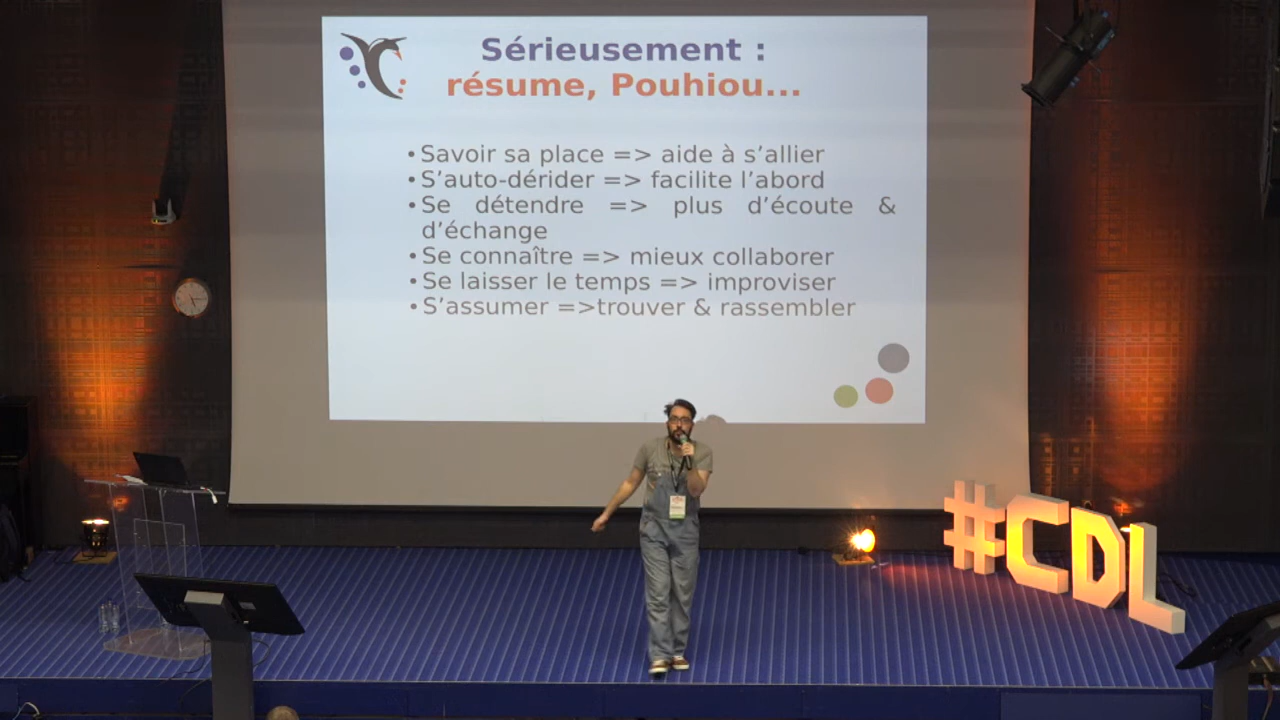 Sérieusement :
résume, Pouhiou...
• Savoir sa place => aide à s’allier
• S’auto-dérider => facilite l’abord
• Se détendre => plus d’écoute &
d’échange
• Se connaître => mieux collaborer
• Se laisser le temps => improviser
• S’assumer =>trouver & rassembler
#CDL